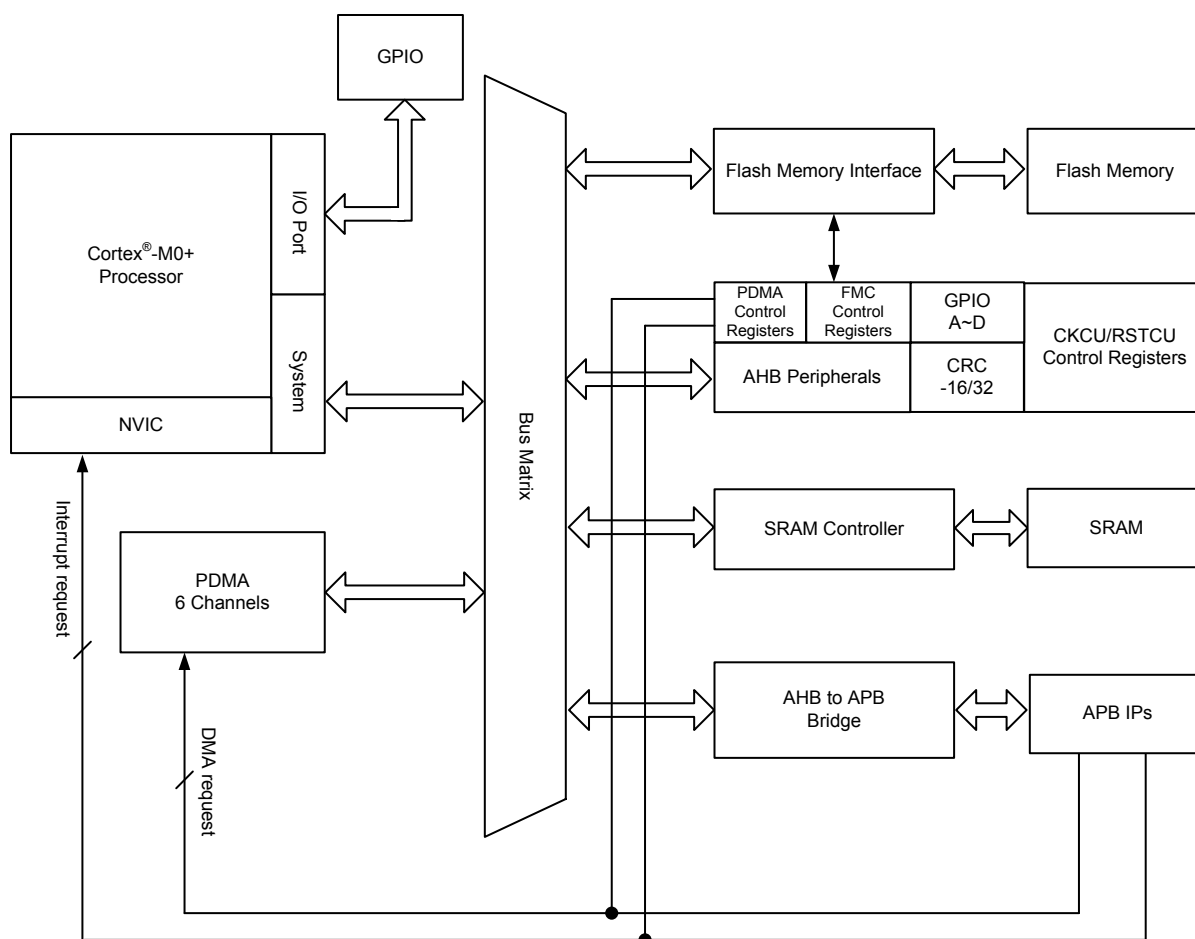 GPIO
Cortex®-M0+
Processor
I/O Port
System
NVIC
Interrupt request
PDMA
6 Channels
DMA request
Bus Matrix
Flash Memory Interface
Flash Memory
PDMA
Control
Registers
FMC
Control
Registers
GPIO
A~D
CKCU/RSTCU
Control Registers
AHB Peripherals
CRC
-16/32
SRAM Controller
SRAM
AHB to APB
Bridge
APB IPs